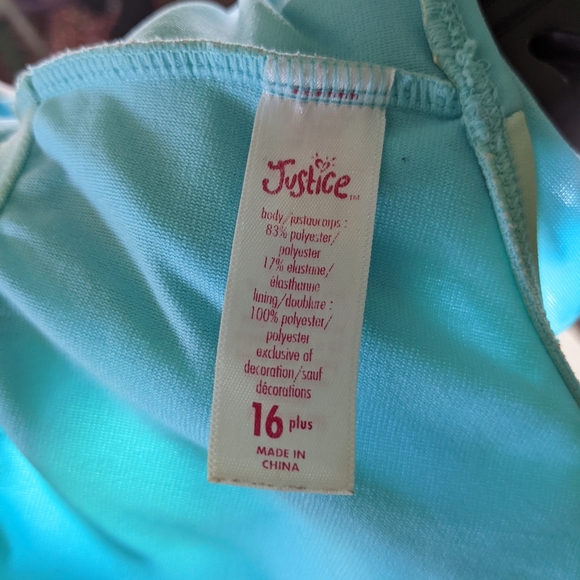 Justice™
body/justaucorps :
83% polyester/
polyester
17% elastane/
élasthanne
lining/doublure :
100% polyester/
polyester
exclusive of
decoration/sauf
décorations
16 plus
MADE IN
CHINA